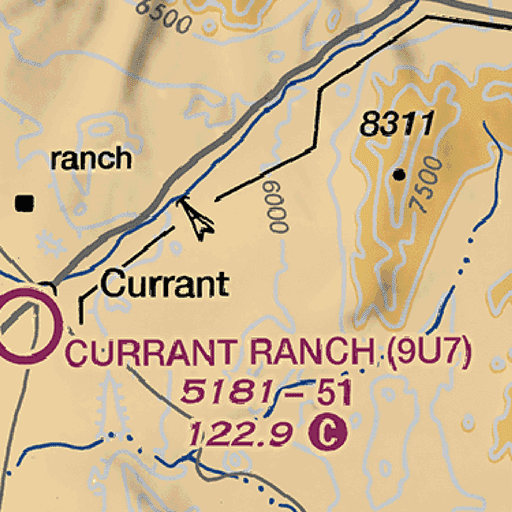 6500
8311
ranch
7500
6000
Currant
CURRANT RANCH (9U7)
5181 – 51
122.9 C